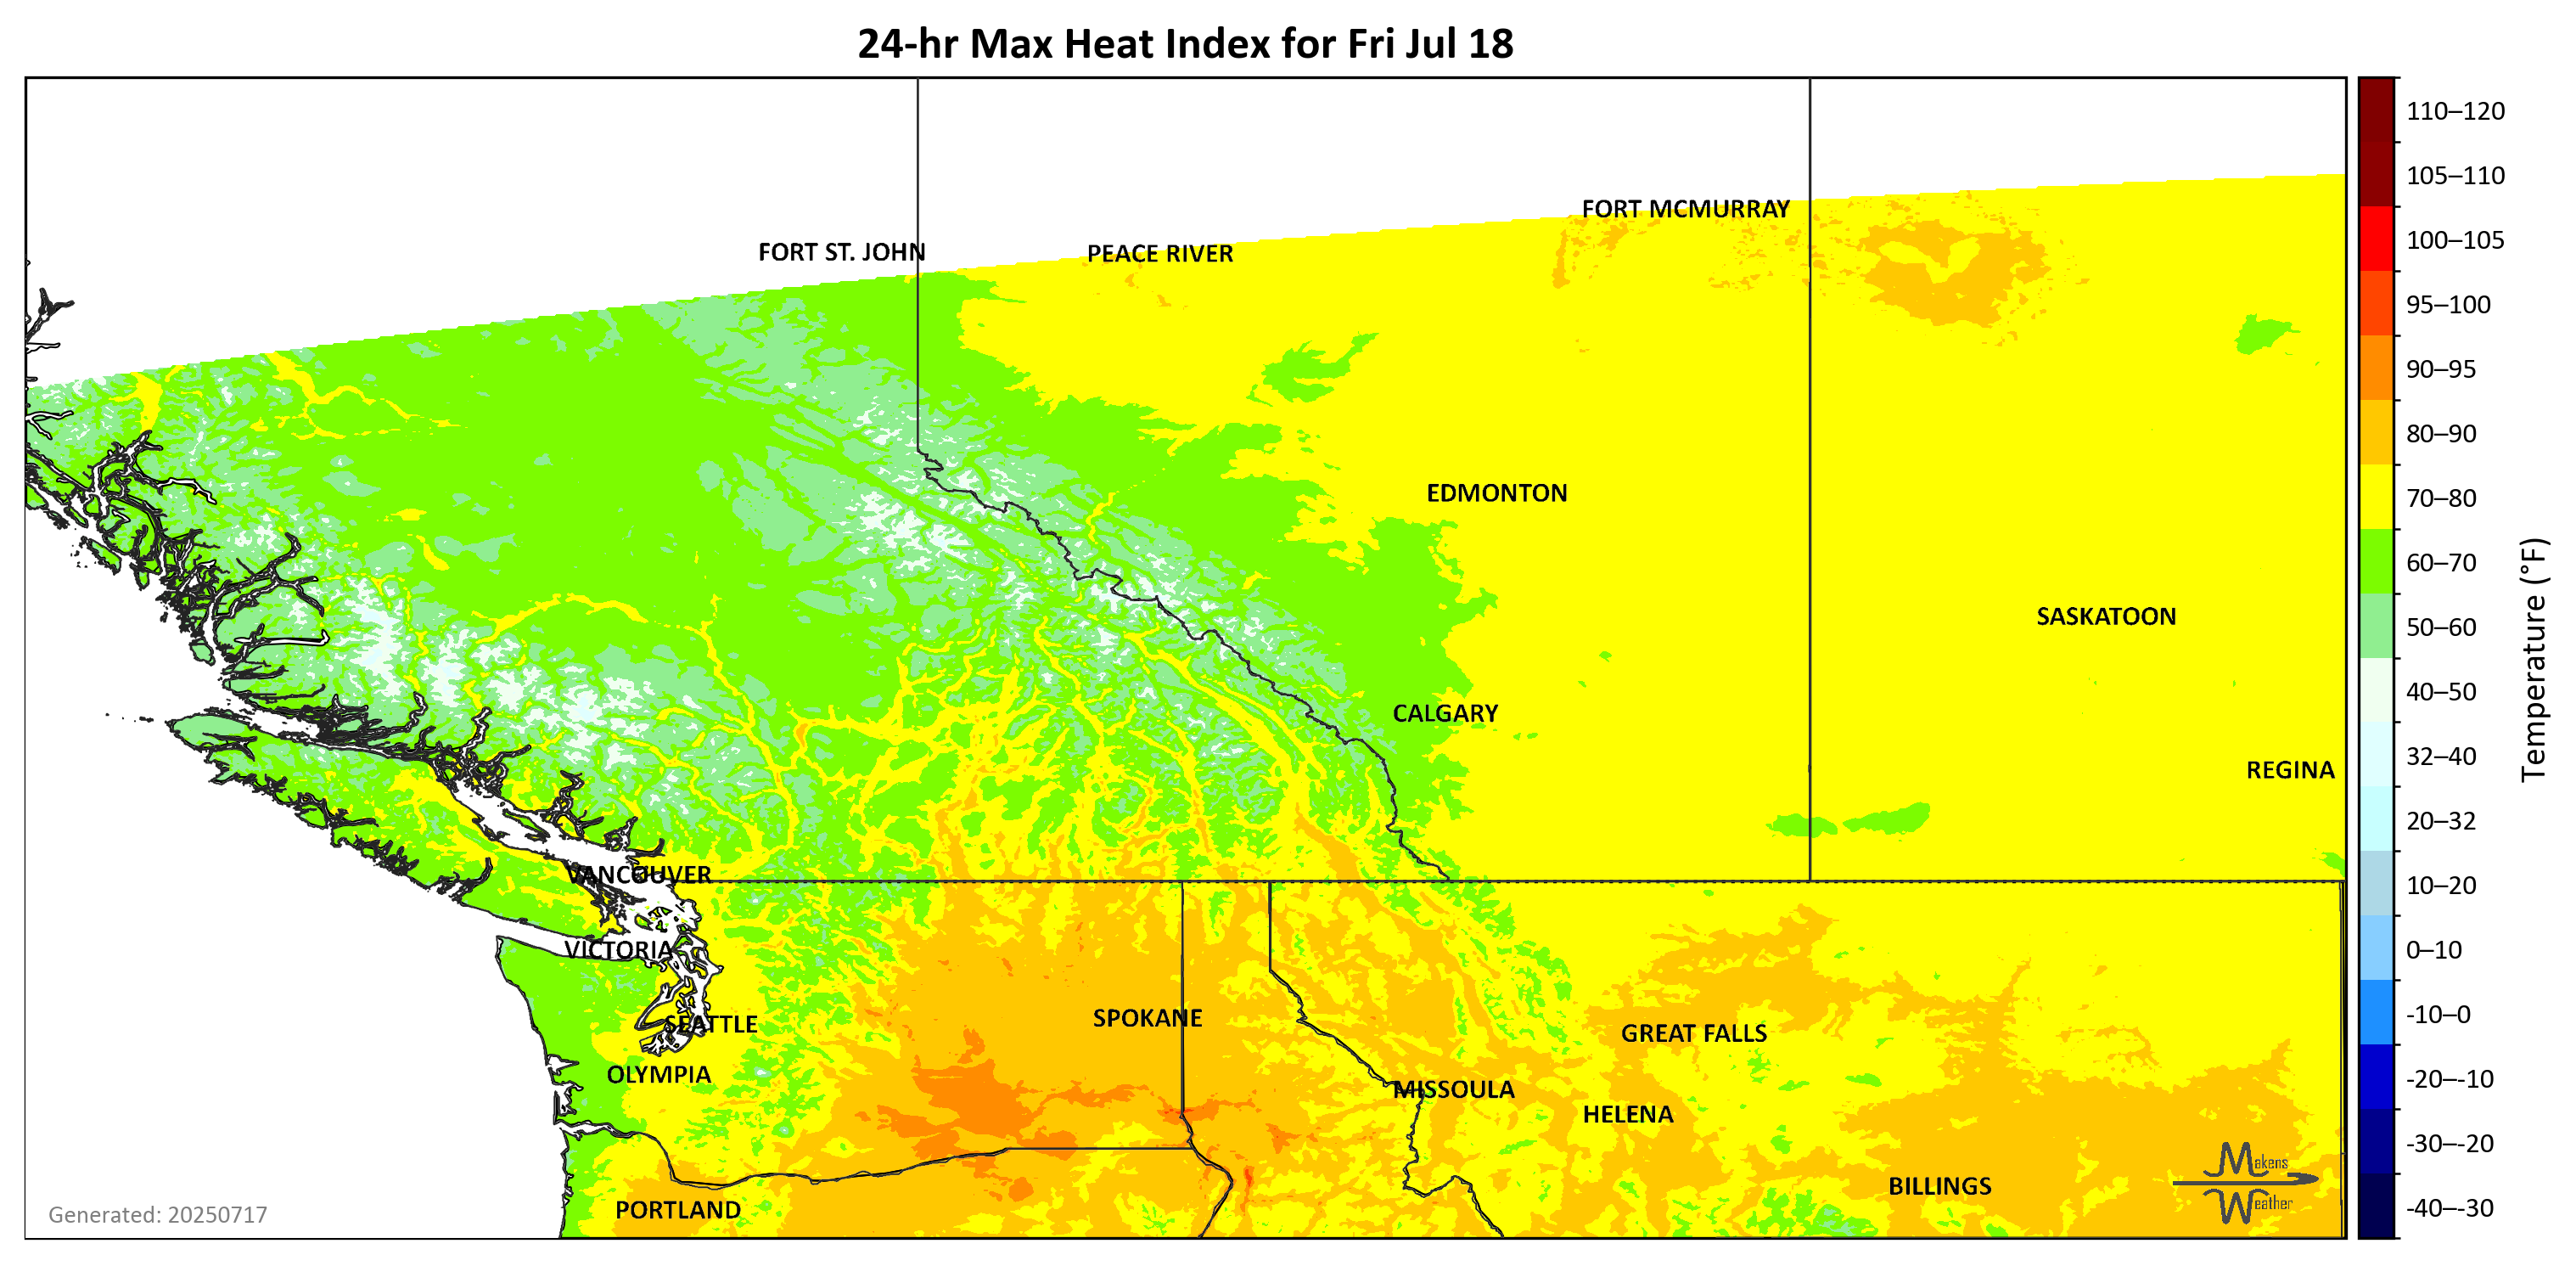 24-hr Max Heat Index for Fri Jul 18
110–120
105–110
FORT MCMURRAY
100–105
FORT ST. JOHN
PEACE RIVER
95–100
90–95
80–90
EDMONTON
70–80
60–70
SASKATOON
50–60
40–50
CALGARY
32–40
REGINA
20–32
VANCOUVER
10–20
VICTORIA
0–10
SEATTLE
SPOKANE
GREAT FALLS
-10–0
OLYMPIA
MISSOULA
HELENA
-20–-10
-30–-20
Makens
Weather
BILLINGS
PORTLAND
-40–-30
Generated: 20250717
Temperature (°F)